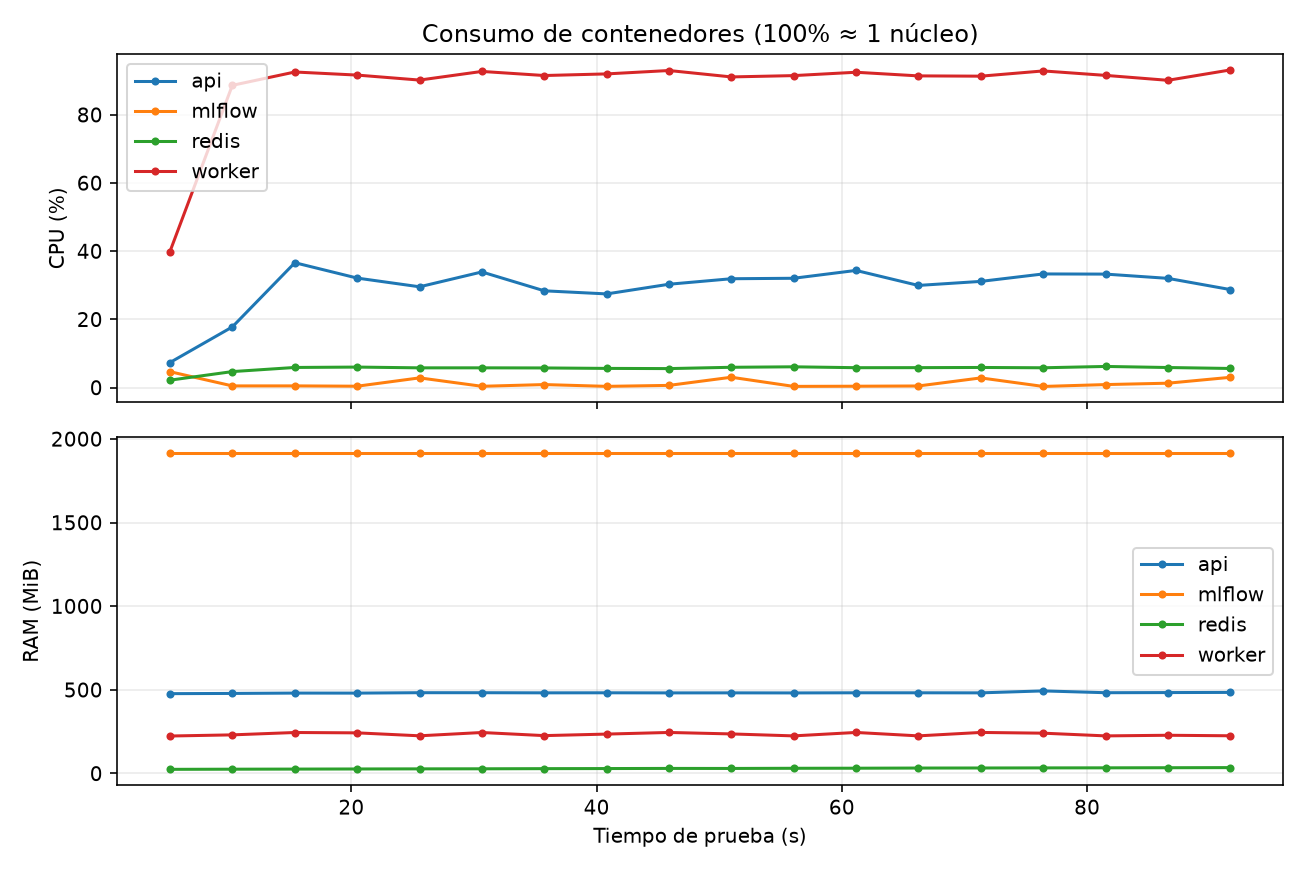 Consumo de contenedores (100% ≈ 1 núcleo)
api
mlflow
redis
worker
CPU (%)
80
60
40
20
0
2000
1500
1000
500
0
RAM (MiB)
api
mlflow
redis
worker
20 40 60 80
Tiempo de prueba (s)